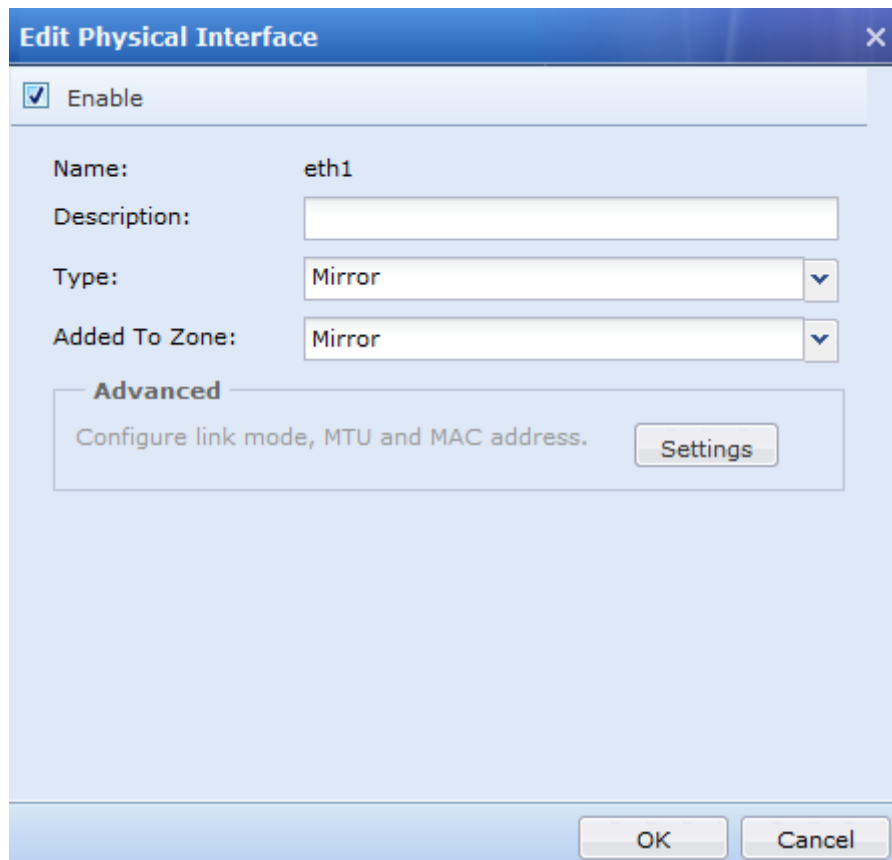 Edit Physical Interface
Enable
Name: eth1
Description:
Type: Mirror
Added To Zone: Mirror
Advanced
Configure link mode, MTU and MAC address. Settings
OK Cancel